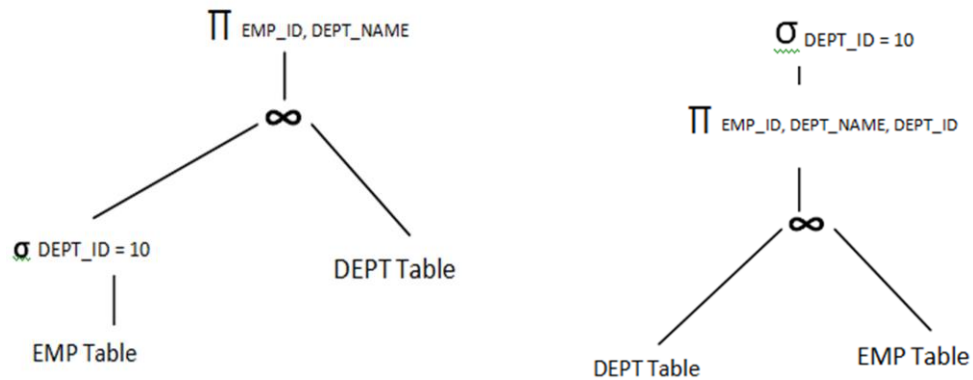 ∏ EMP_ID, DEPT_NAME
∞
σ DEPT_ID = 10
DEPT Table
EMP Table
σ DEPT_ID = 10
∏ EMP_ID, DEPT_NAME, DEPT_ID
∞
DEPT Table
EMP Table